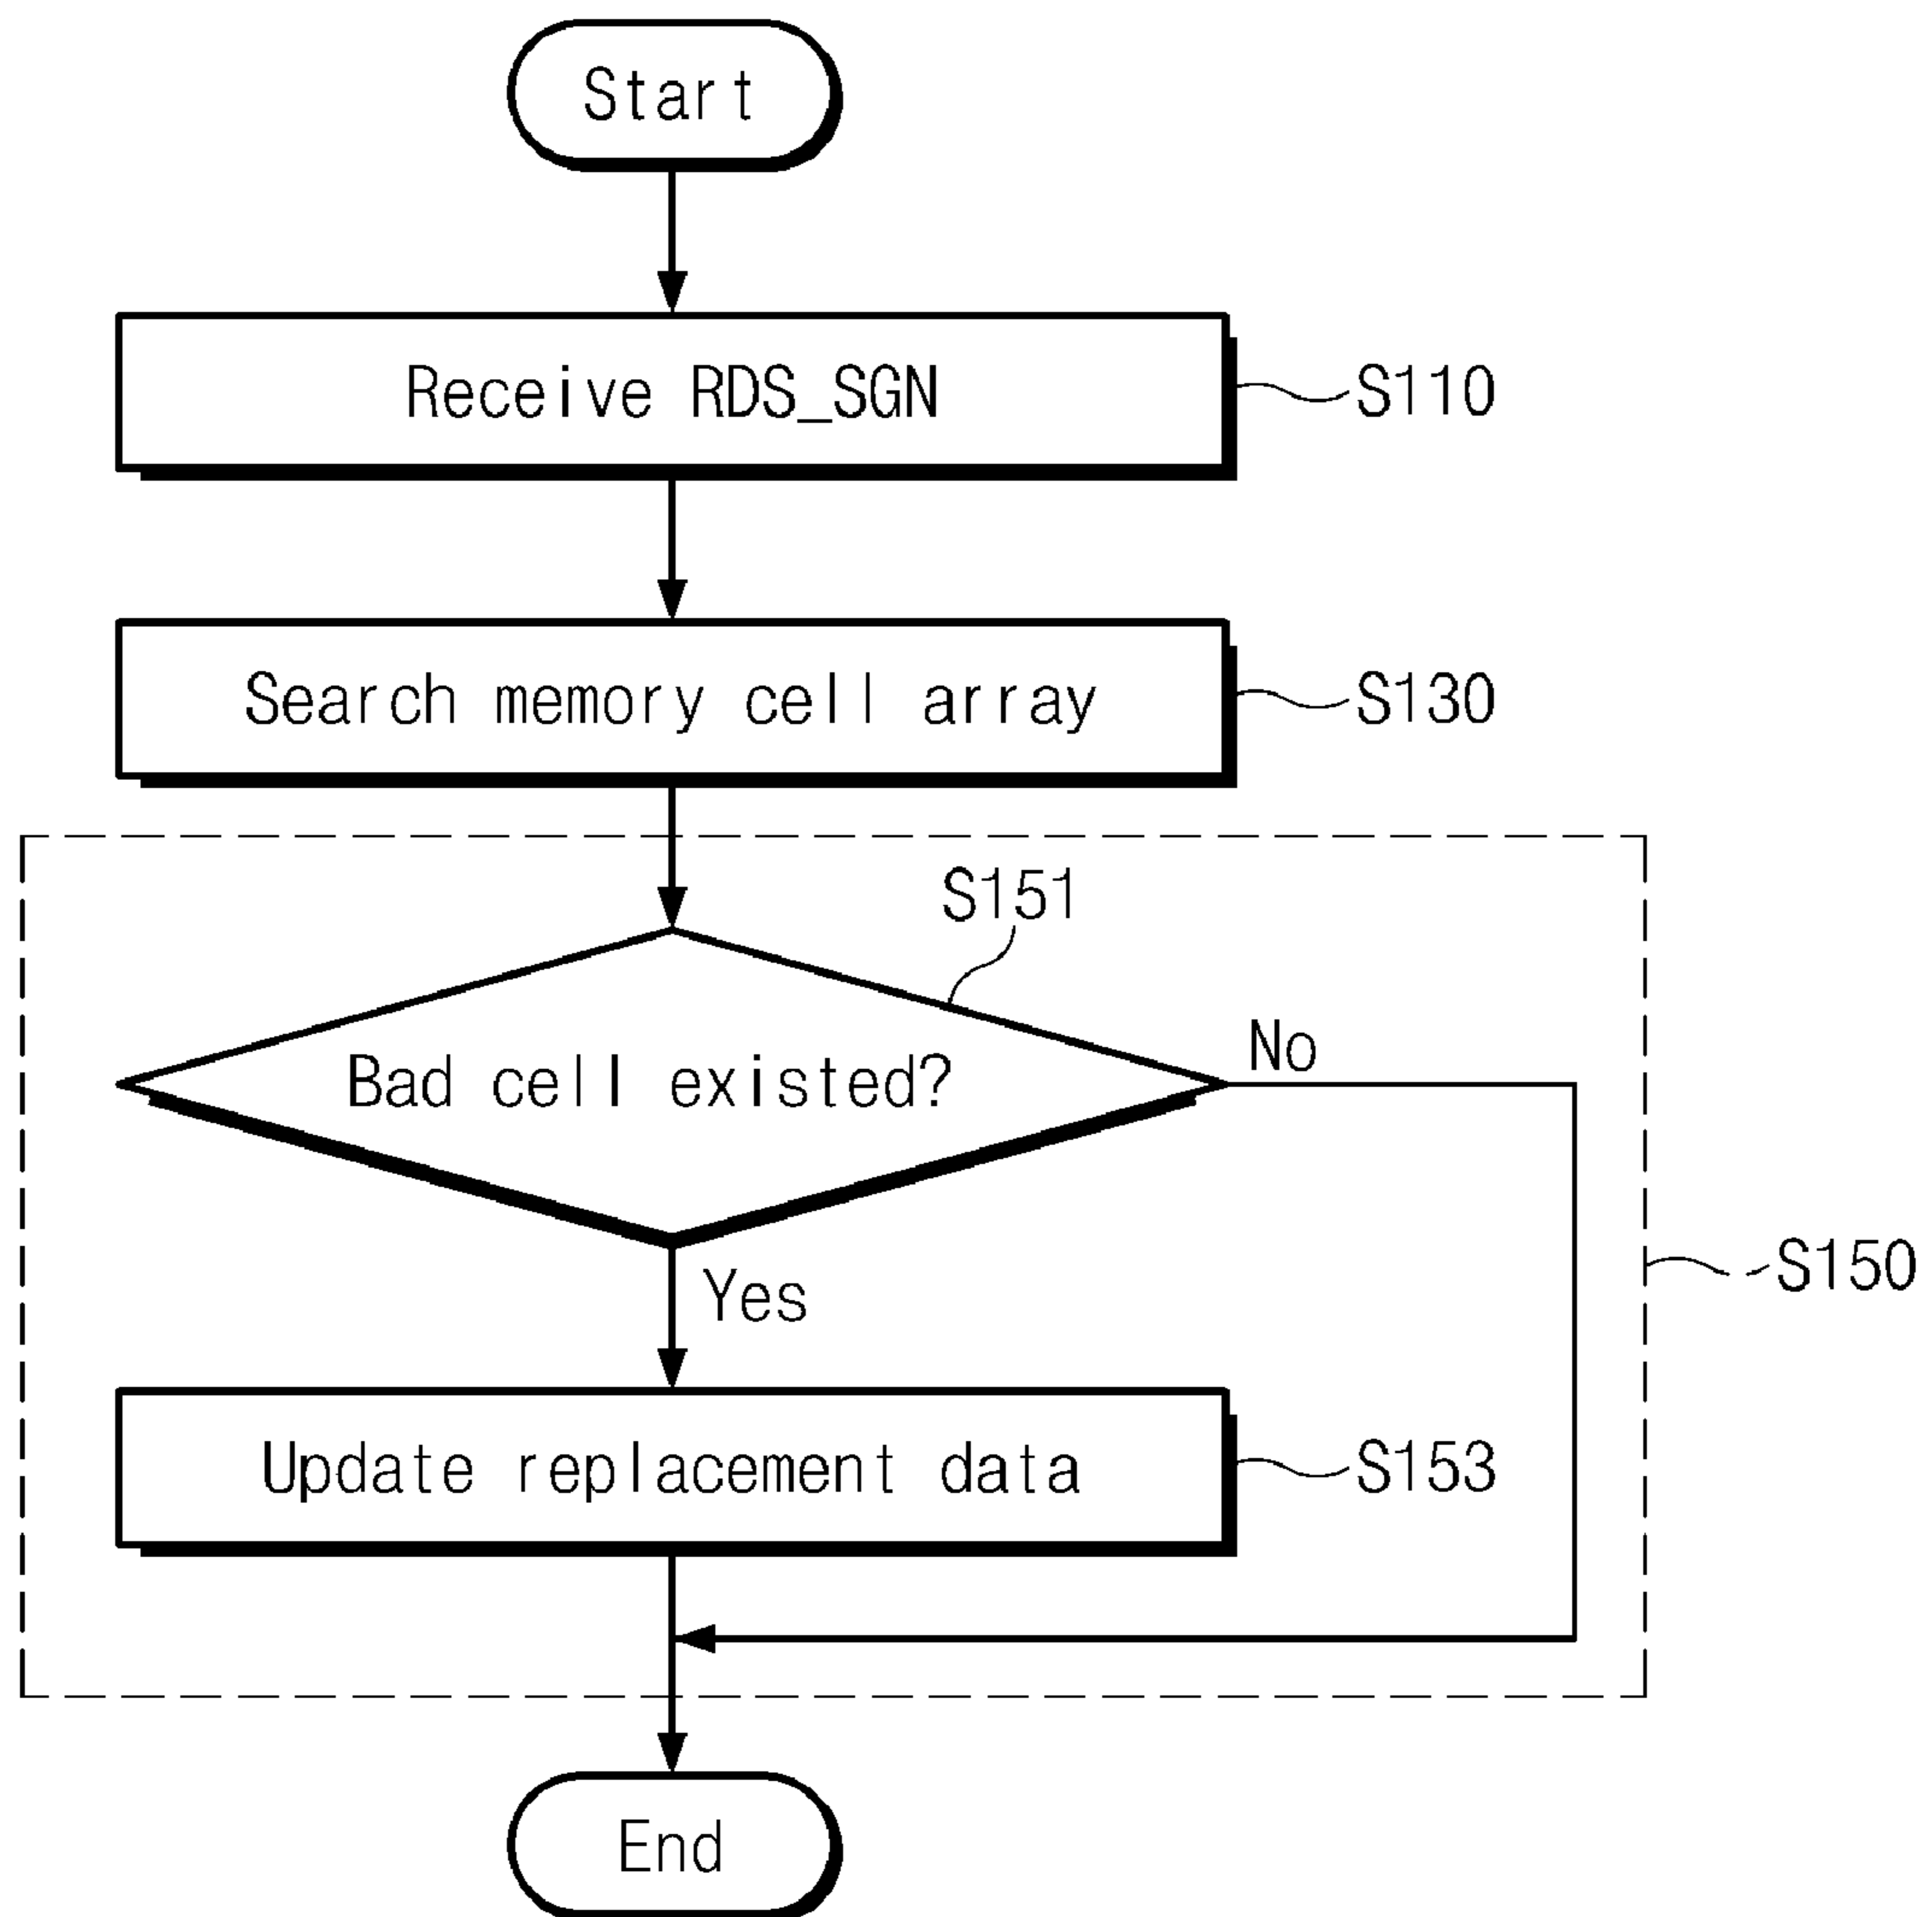 Start
Receive RDS_SGN
S110
Search memory cell array
S130
S151
Bad cell existed?
No
Yes
S150
Update replacement data
S153
End